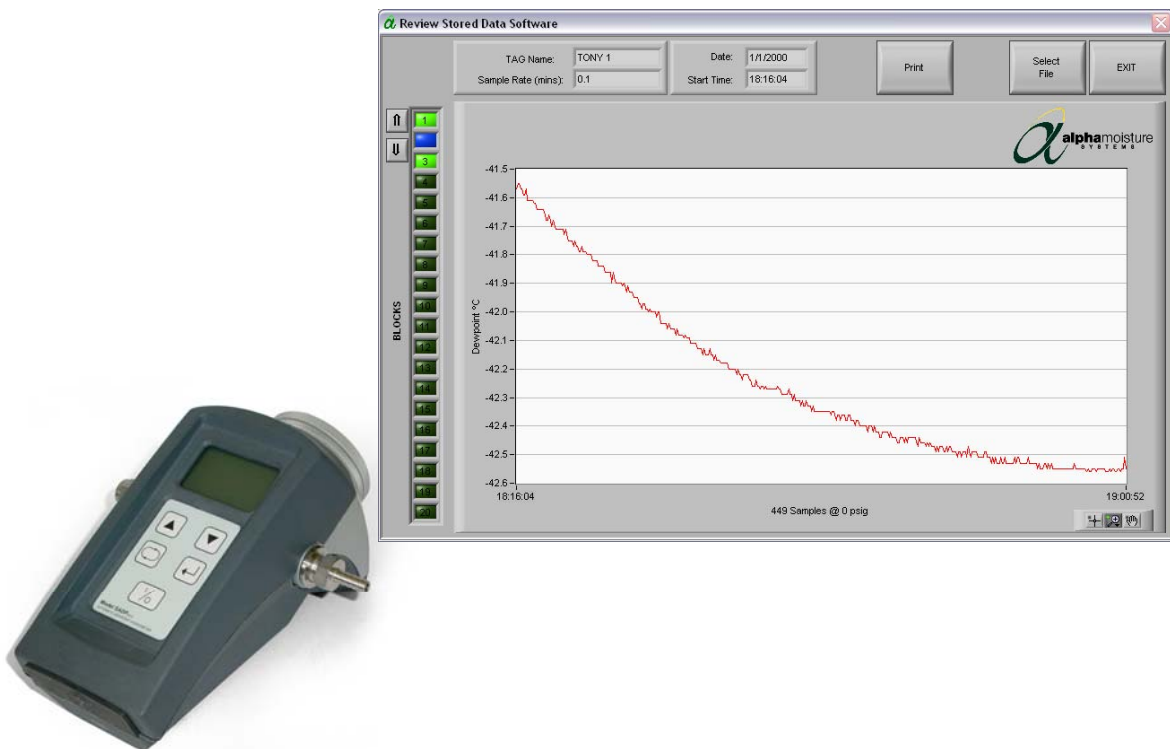 α Review Stored Data Software
TAG Name: TONY 1
Sample Rate (mins): 0.1
Date: 1/1/2000
Start Time: 18:16:04
Print
Select
File
EXIT
1
3
4
5
6
7
8
9
10
11
12
13
14
15
16
17
18
19
20
BLOCKS
αalphamoisture
SYSTEMS
Dewpoint °C
-41.5
-41.6
-41.7
-41.8
-41.9
-42.0
-42.1
-42.2
-42.3
-42.4
-42.5
-42.6
18:16:04
19:00:52
449 Samples @ 0 psig
I/O
Model SADP